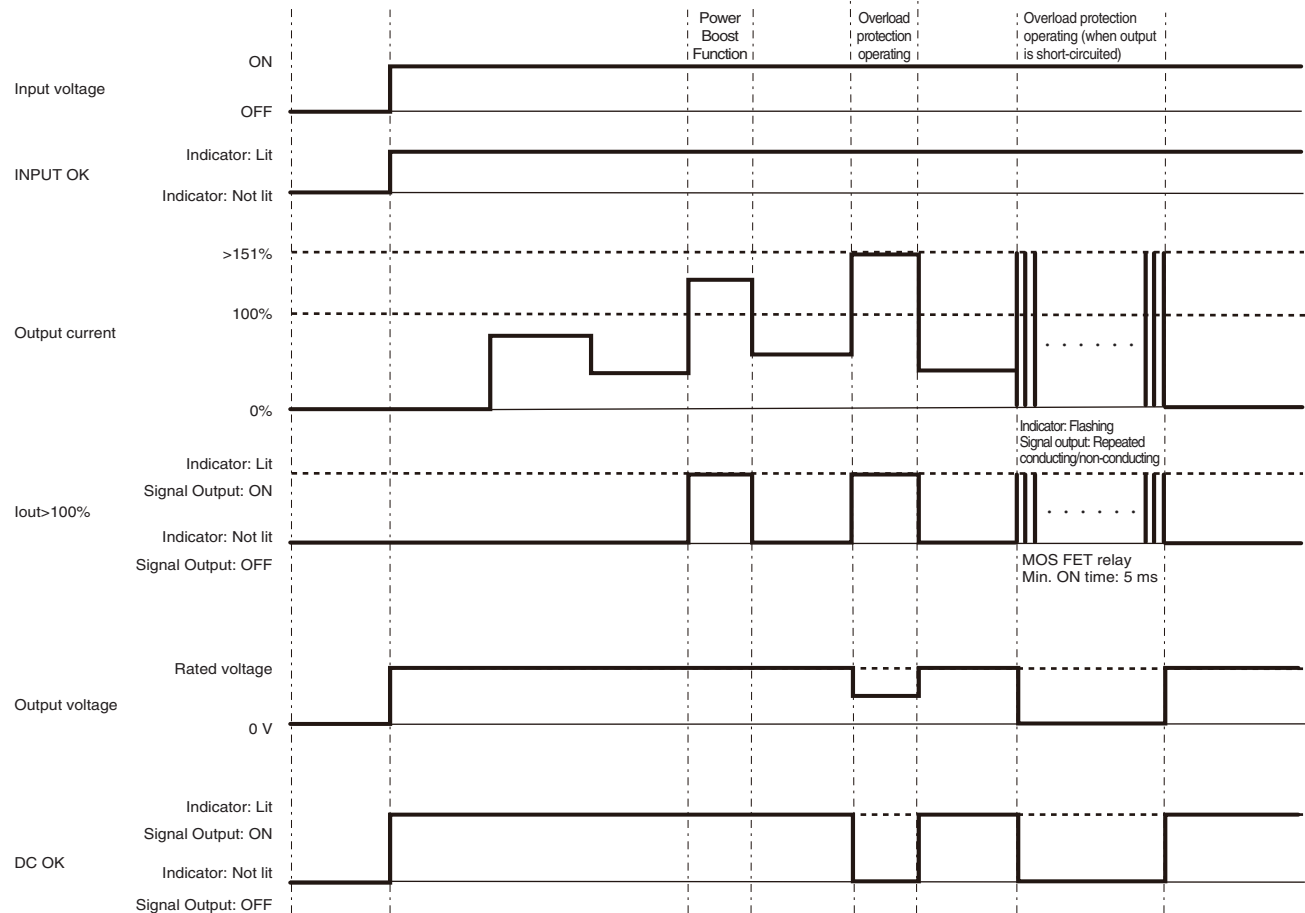 Power
Boost
Function
Overload
protection
operating
Overload protection
operating (when output
is short-circuited)
Input voltage
ON
OFF
INPUT OK
Indicator: Lit
Indicator: Not lit
Output current
>151%
100%
0%
Iout>100%
Indicator: Lit
Signal Output: ON
Indicator: Not lit
Signal Output: OFF
Indicator: Flashing
Signal output: Repeated
conducting/non-conducting
MOS FET relay
Min. ON time: 5 ms
Output voltage
Rated voltage
0 V
DC OK
Indicator: Lit
Signal Output: ON
Indicator: Not lit
Signal Output: OFF